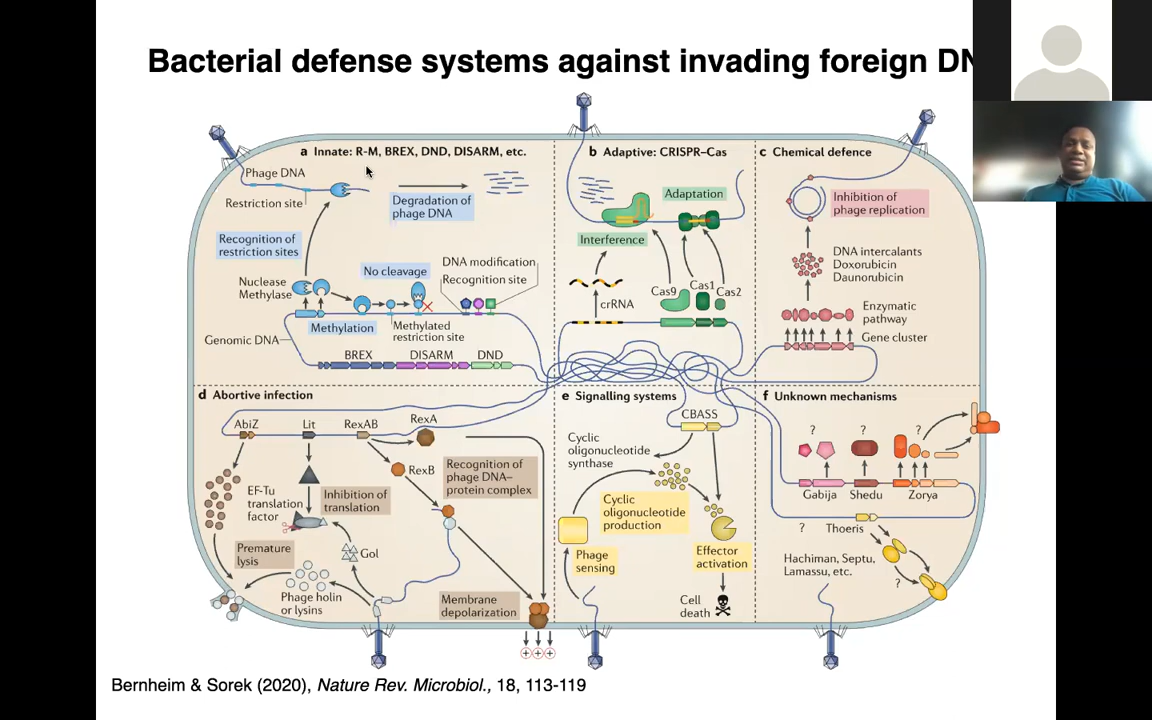 Bacterial defense systems against invading foreign DN
a Innate: R-M, BREX, DND, DISARM, etc.
Phage DNA
Restriction site
Degradation of
phage DNA
Recognition of
restriction sites
Nuclease
Methylase
No cleavage
DNA modification
Recognition site
Methylation
Methylated
restriction site
Genomic DNA
BREX
DISARM
DND
b Adaptive: CRISPR–Cas
Adaptation
Interference
crRNA
Cas9
Cas1
Cas2
c Chemical defence
Inhibition of
phage replication
DNA intercalants
Doxorubicin
Daunorubicin
Enzymatic
pathway
Gene cluster
d Abortive infection
AbiZ
Lit
RexAB
RexA
RexB
Recognition of
phage DNA–
protein complex
EF-Tu
translation
factor
Inhibition of
translation
Premature
lysis
Gol
Phage holin
or lysins
Membrane
depolarization
+ + +
e Signalling systems
CBASS
Cyclic
oligonucleotide
synthase
Cyclic
oligonucleotide
production
Phage
sensing
Effector
activation
Cell
death
f Unknown mechanisms
? ? ?
Gabija
Shedu
Zorya
? Thoeris
Hachiman, Septu,
Lamassu, etc.
?
Bernheim & Sorek (2020), Nature Rev. Microbiol., 18, 113-119